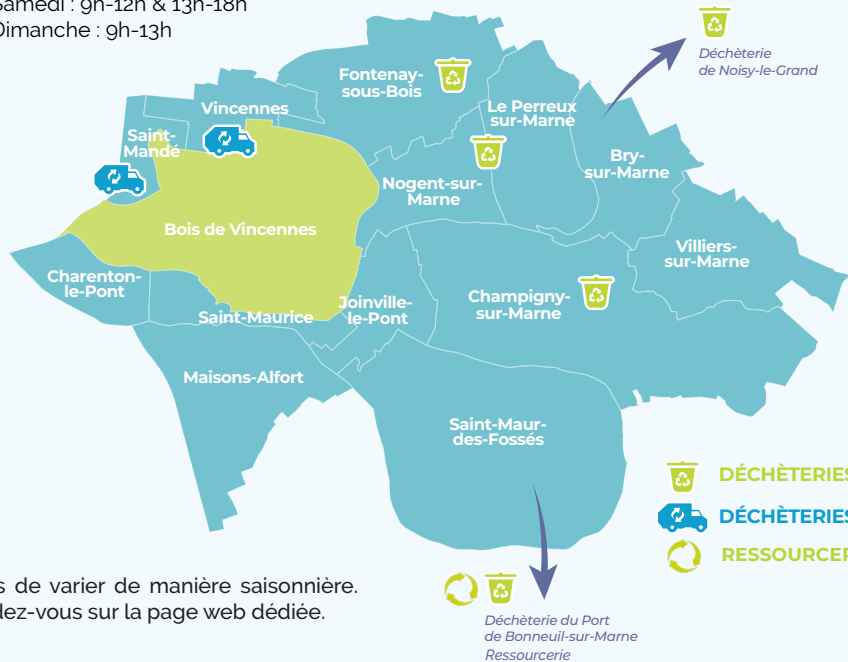 Samedi : 9h-12h & 13h-18h
Dimanche : 9h-13h
Déchèterie
de Noisy-le-Grand
Fontenay-
sous-Bois
Vincennes
Le Perreux
sur-Marne
Saint-
Mandé
Bry-
sur-Marne
Nogent-sur-
Marne
Bois de Vincennes
Villiers-
sur-Marne
Charenton-
le-Pont
Joinville-
le-Pont
Champigny-
sur-Marne
Saint-Maurice
Maisons-Alfort
Saint-Maur-
des-Fossés
DÉCHÈTERIES
DÉCHÈTERIES
RESSOURCER
de varier de manière saisonnière.
dez-vous sur la page web dédiée.
Déchèterie du Port
de Bonneuil-sur-Marne
Ressourcerie